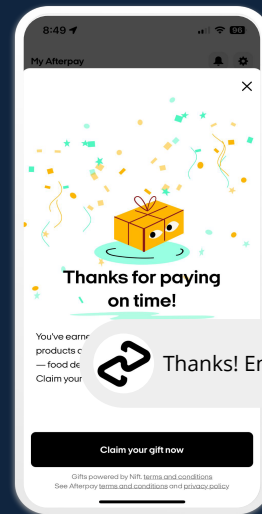 8:49
98
My Afterpay
Thanks for paying
on time!
You've earne
products o
— food de
Claim your
Thanks! En
Claim your gift now
Gifts powered by Nift. terms and conditions
See Afterpay terms and conditions and privacy policy